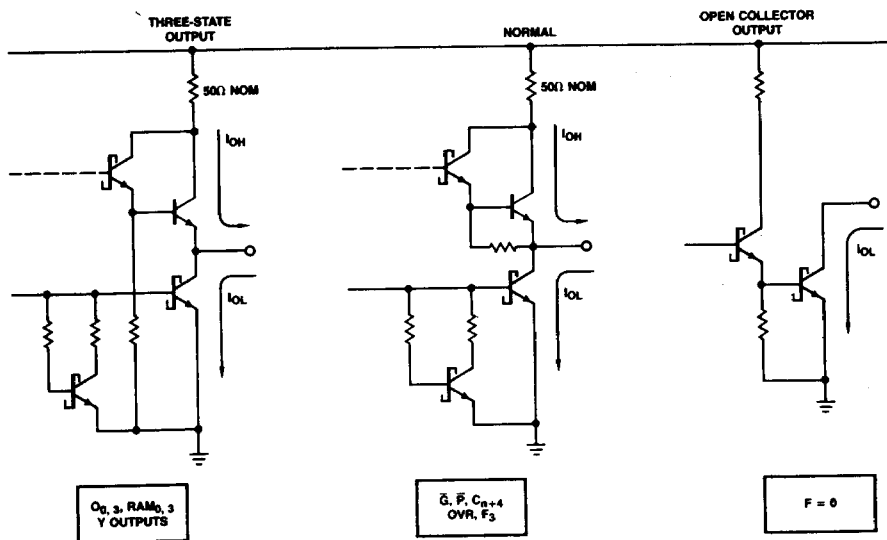 THREE-STATE
OUTPUT
NORMAL
OPEN COLLECTOR
OUTPUT
50Ω NOM
50Ω NOM
IOH
IOH
IOL
IOL
IOL
O0, 3, RAM0, 3
Y OUTPUTS
G̅, P̅, Cn+4
OVR, F3
F = 0